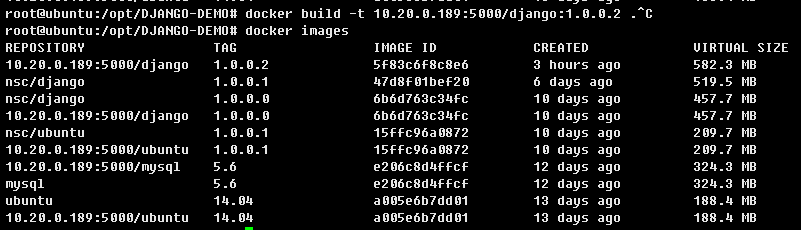 root@ubuntu:/opt/DJANGO-DEMO# docker build -t 10.20.0.189:5000/django:1.0.0.2 .^C
root@ubuntu:/opt/DJANGO-DEMO# docker images
REPOSITORY TAG IMAGE ID CREATED VIRTUAL SIZE
10.20.0.189:5000/django 1.0.0.2 5f83c6f8c8e6 3 hours ago 582.3 MB
nsc/django 1.0.0.1 47d8f01bef20 6 days ago 519.5 MB
nsc/django 1.0.0.0 6b6d763c34fc 10 days ago 457.7 MB
10.20.0.189:5000/django 1.0.0.0 6b6d763c34fc 10 days ago 457.7 MB
nsc/ubuntu 1.0.0.1 15ffc96a0872 10 days ago 209.7 MB
10.20.0.189:5000/ubuntu 1.0.0.1 15ffc96a0872 10 days ago 209.7 MB
10.20.0.189:5000/mysql 5.6 e206c8d4ffcf 12 days ago 324.3 MB
mysql 5.6 e206c8d4ffcf 12 days ago 324.3 MB
ubuntu 14.04 a005e6b7dd01 13 days ago 188.4 MB
10.20.0.189:5000/ubuntu 14.04 a005e6b7dd01 13 days ago 188.4 MB